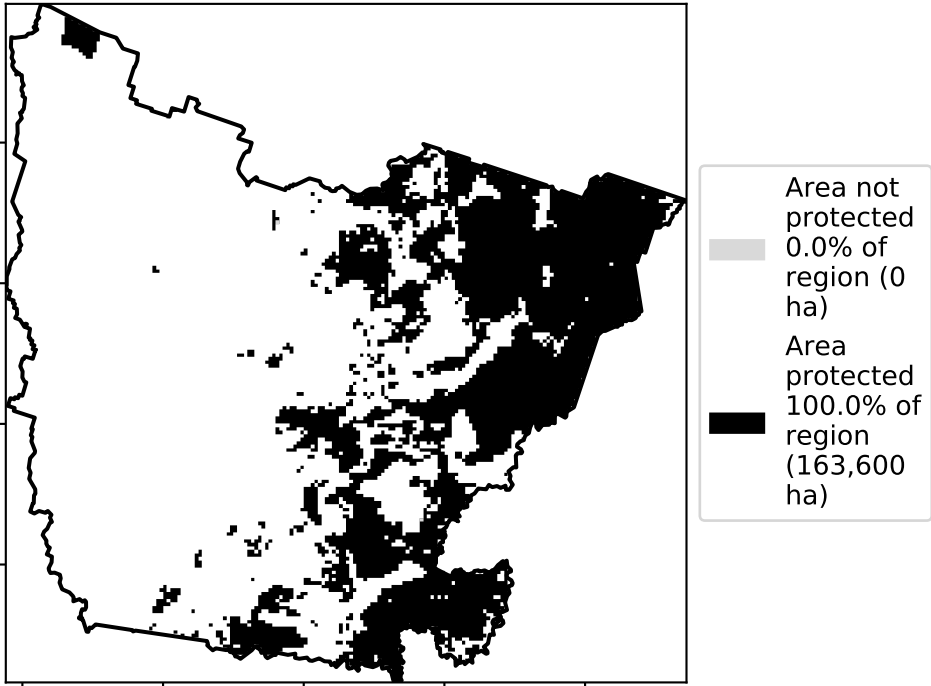 Area not
protected
0.0% of
region (0
ha)
Area
protected
100.0% of
region
(163,600
ha)